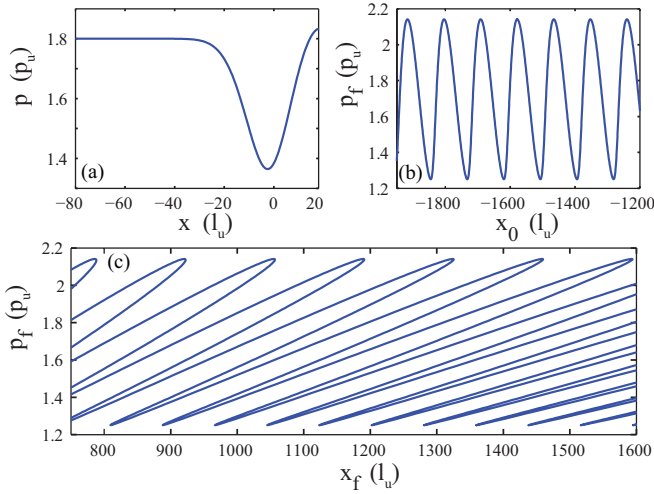 p (p_u)
1.8
1.6
1.4
(a)
−80 −60 −40 −20 0 20
x (l_u)
p_f (p_u)
2.2
2
1.8
1.6
1.4
1.2
(b)
−1800 −1600 −1400 −1200
x_0 (l_u)
p_f (p_u)
2.2
2
1.8
1.6
1.4
1.2
(c)
800 900 1000 1100 1200 1300 1400 1500 1600
x_f (l_u)